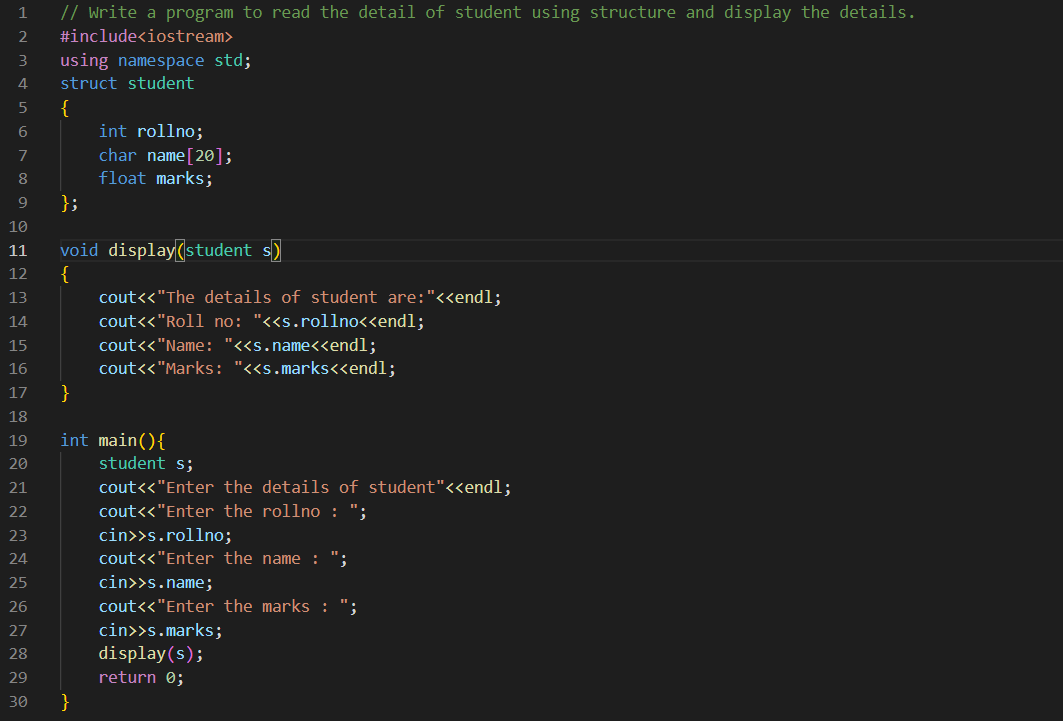 1 // Write a program to read the detail of student using structure and display the details.
2 #include<iostream>
3 using namespace std;
4 struct student
5 {
6     int rollno;
7     char name[20];
8     float marks;
9 };
10
11 void display(student s)
12 {
13     cout<<"The details of student are:"<<endl;
14     cout<<"Roll no: "<<s.rollno<<endl;
15     cout<<"Name: "<<s.name<<endl;
16     cout<<"Marks: "<<s.marks<<endl;
17 }
18
19 int main(){
20     student s;
21     cout<<"Enter the details of student"<<endl;
22     cout<<"Enter the rollno : ";
23     cin>>s.rollno;
24     cout<<"Enter the name : ";
25     cin>>s.name;
26     cout<<"Enter the marks : ";
27     cin>>s.marks;
28     display(s);
29     return 0;
30 }